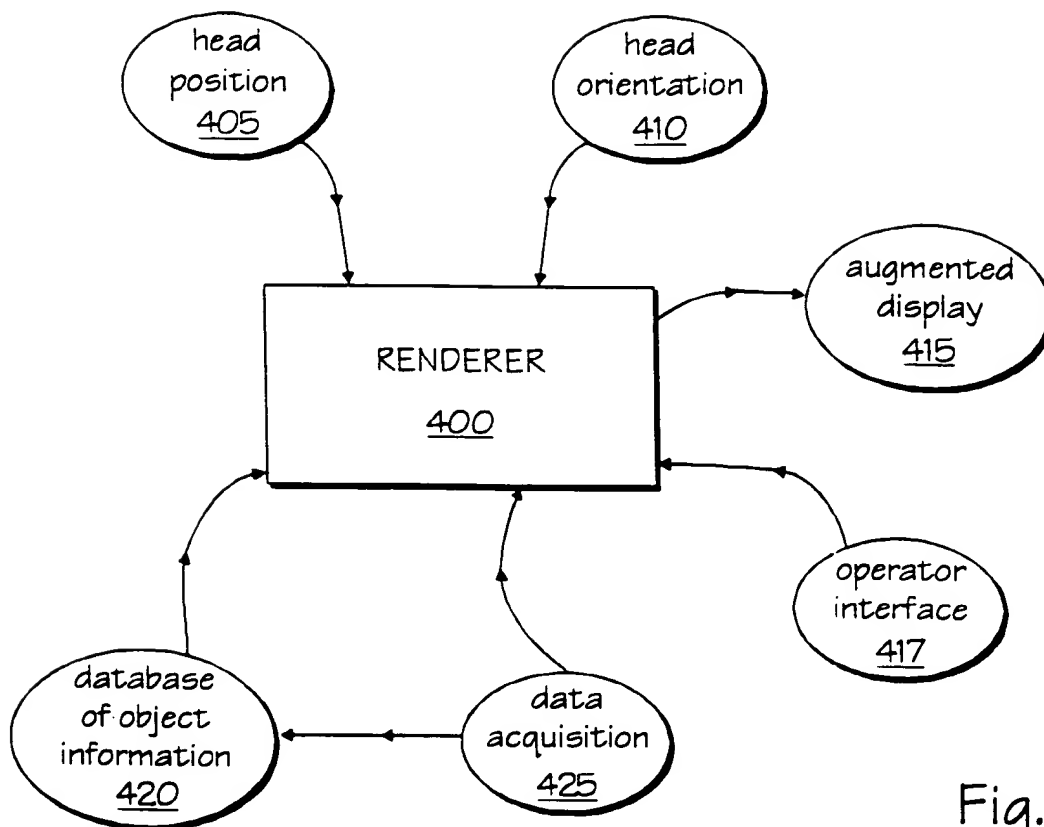 head
position
405
head
orientation
410
augmented
display
415
RENDERER
400
operator
interface
417
database
of object
information
420
data
acquisition
425
Fig.